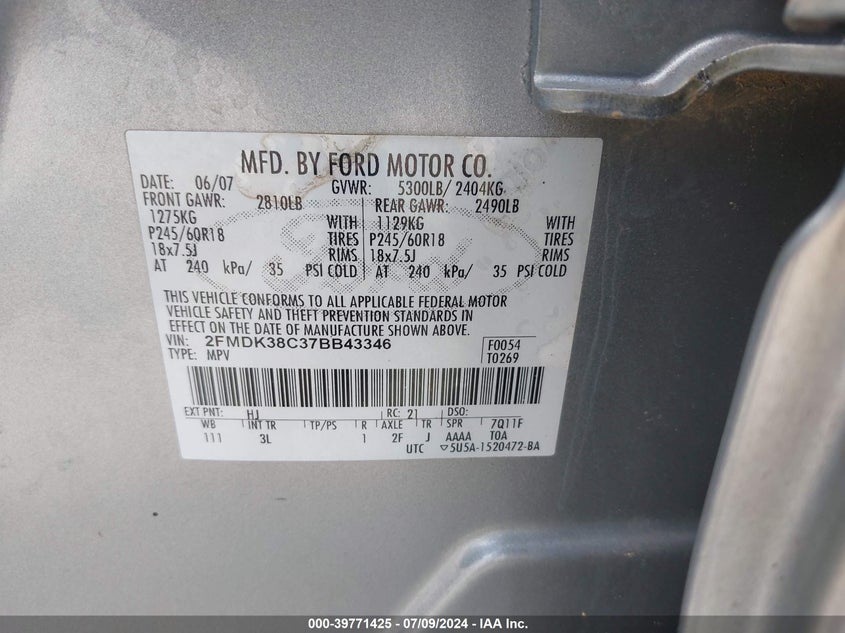 MFD. BY FORD MOTOR CO.
DATE: 06/07 GVWR: 5300LB/ 2404KG
FRONT GAWR: 2810LB REAR GAWR: 2490LB
1275KG WITH 1129KG WITH
P245/60R18 TIRES P245/60R18 TIRES
18x7.5J RIMS 18x7.5J RIMS
AT 240 kPa/ 35 PSI COLD AT 240 kPa/ 35 PSI COLD
THIS VEHICLE CONFORMS TO ALL APPLICABLE FEDERAL MOTOR
VEHICLE SAFETY AND THEFT PREVENTION STANDARDS IN
EFFECT ON THE DATE OF MANUFACTURE SHOWN ABOVE.
VIN: 2FMDK38C37BB43346 F0054
TYPE: MPV T0269
EXT PNT: HJ RC: 21 DSO:
WB INT TR TP/PS R AXLE TR SPR 7Q11F
111 3L 1 2F J AAAA T0A
UTC ▽5U5A-1520472-BA
000-39771425 - 07/09/2024 - IAA Inc.